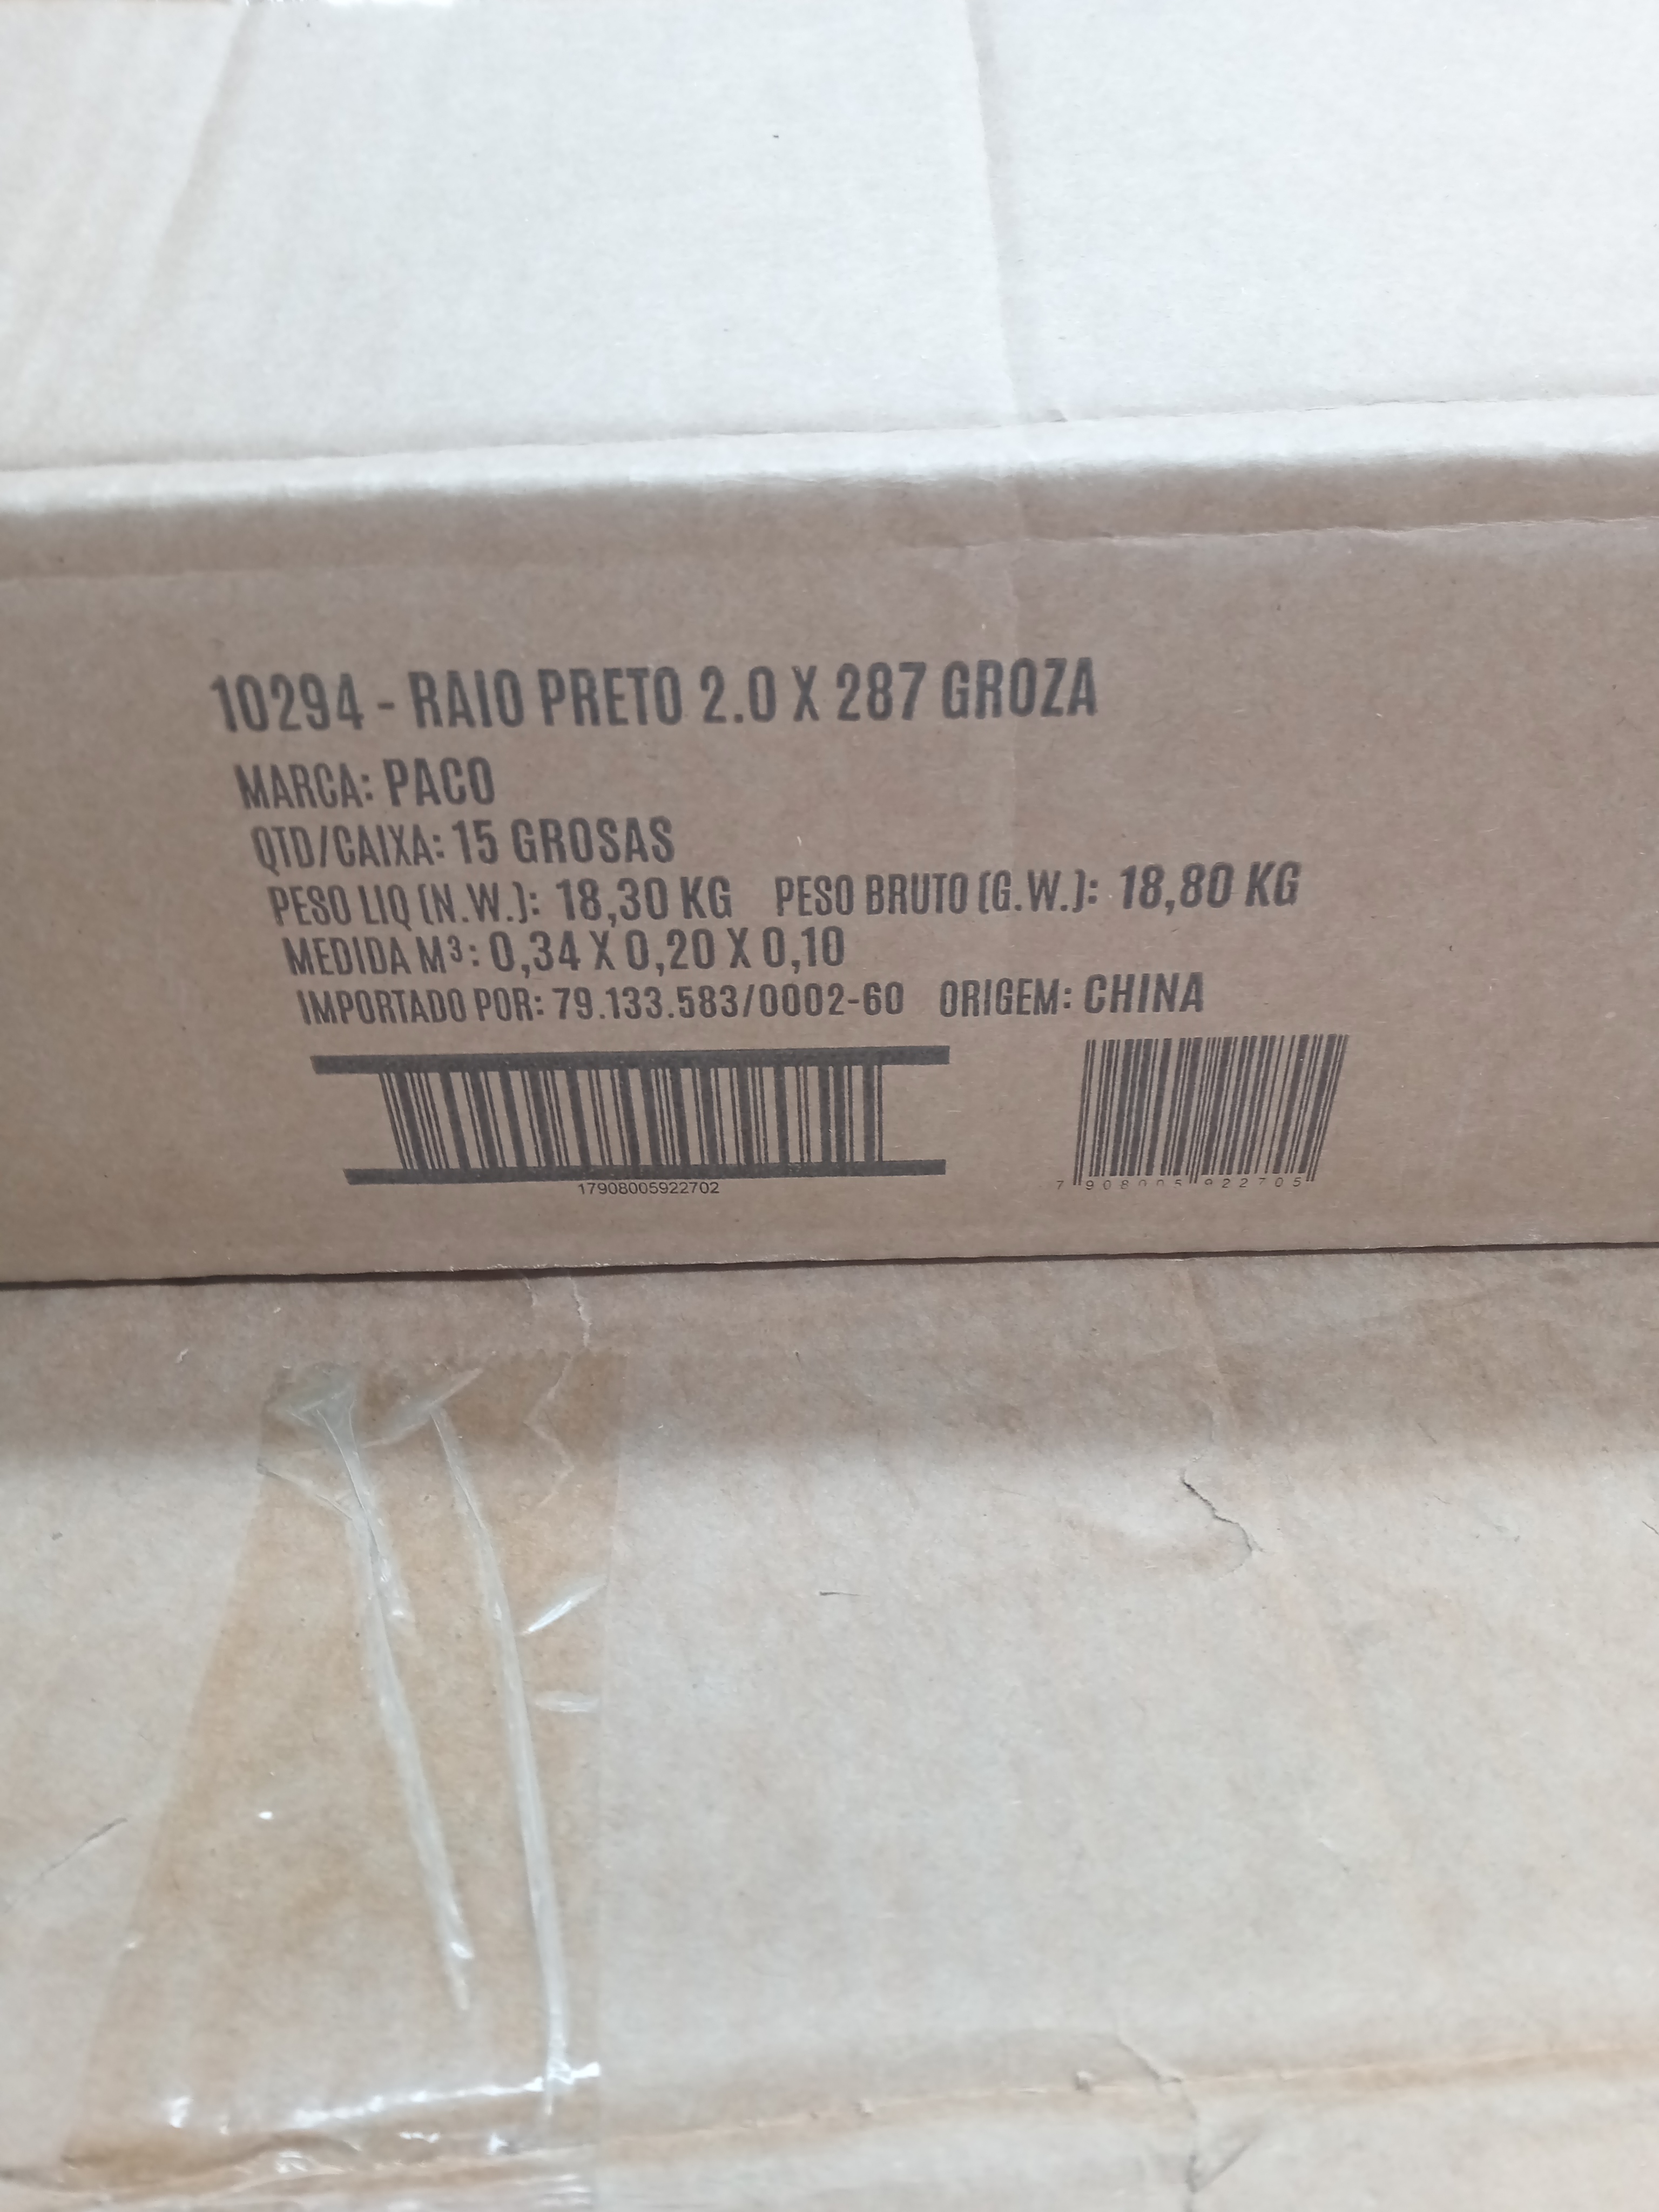 10294 - RAIO PRETO 2.0 X 287 GROZA
MARCA: PACO
QTD/CAIXA: 15 GROSAS
PESO LIQ (N.W.): 18,30 KG PESO BRUTO (G.W.): 18,80 KG
MEDIDA M³: 0,34 X 0,20 X 0,10
IMPORTADO POR: 79.133.583/0002-60 ORIGEM: CHINA
17908005922702
7 908005 922705